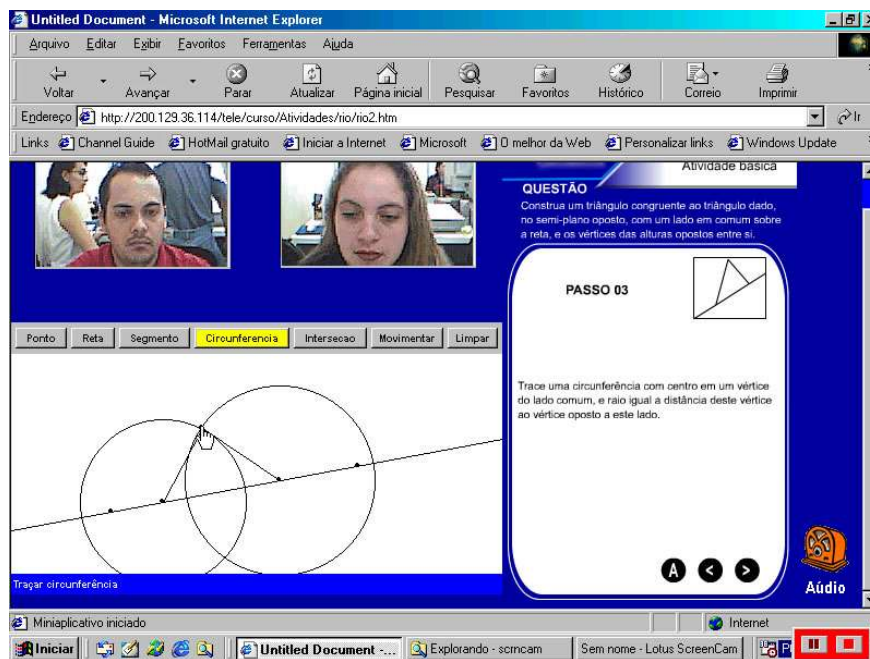 Untitled Document - Microsoft Internet Explorer
Arquivo Editar Exibir Favoritos Ferramentas Ajuda
Voltar Avançar Parar Atualizar Página inicial Pesquisar Favoritos Histórico Correio Imprimir
Endereço http://200.129.36.114/tele/curso/Atividades/rio/rio2.htm Ir
Links Channel Guide HotMail gratuito Iniciar a Internet Microsoft O melhor da Web Personalizar links Windows Update
Atividade básica
QUESTÃO
Construa um triângulo congruente ao triângulo dado,
no semi-plano oposto, com um lado em comum sobre
a reta, e os vértices das alturas opostos entre si.
PASSO 03
Ponto Reta Segmento Circunferencia Intersecao Movimentar Limpar
Trace uma circunferência com centro em um vértice
do lado comum, e raio igual a distância deste vértice
ao vértice oposto a este lado.
A < >
Aúdio
Traçar circunferência
Miniaplicativo iniciado Internet
Iniciar Untitled Document -... Explorando - scrncam Sem nome - Lotus ScreenCam